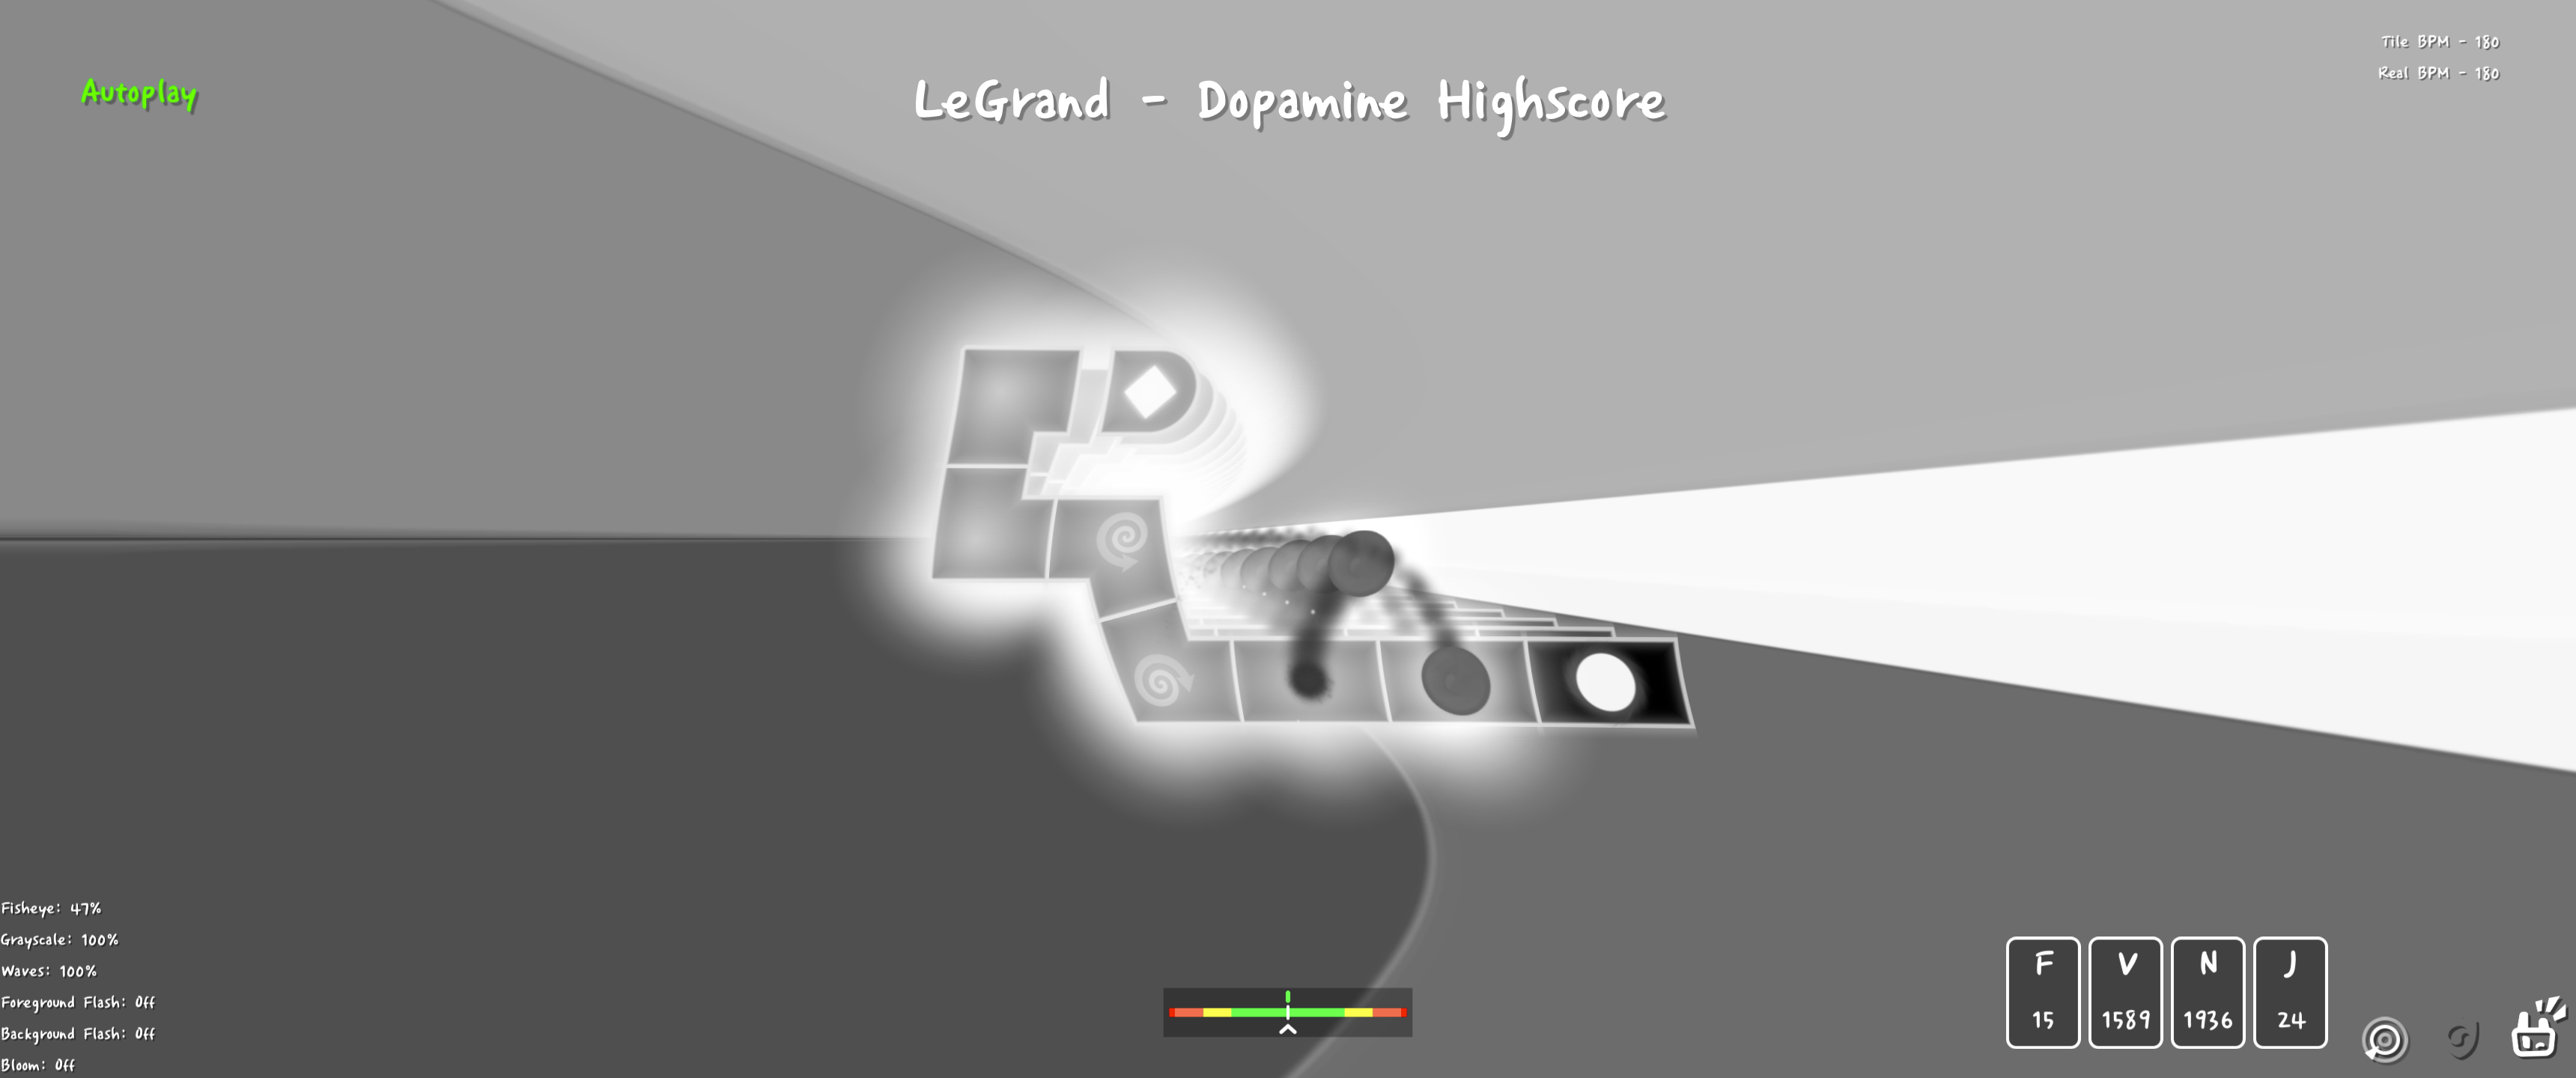 Autoplay
LeGrand - Dopamine Highscore
Tile BPM - 180
Real BPM - 180
Fisheye: 47%
Grayscale: 100%
Waves: 100%
Foreground Flash: Off
Background Flash: Off
Bloom: Off
F V N J
15 1589 1936 24